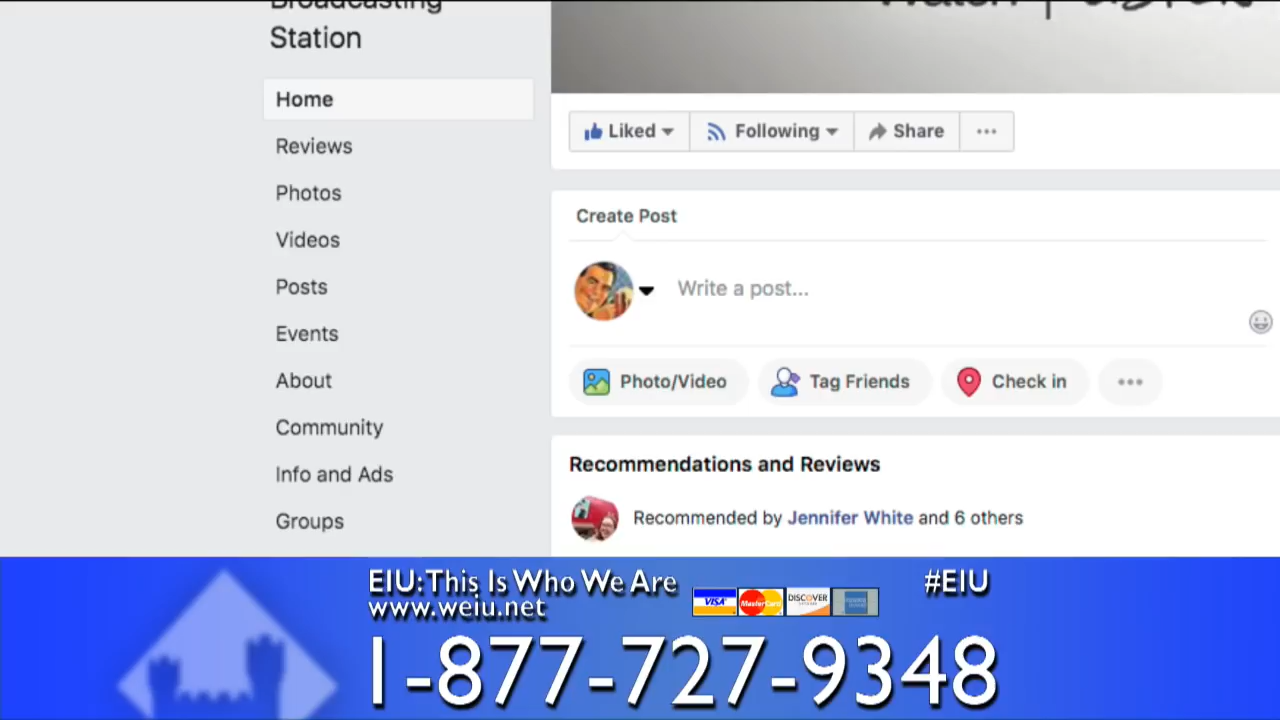 Broadcasting
Station
Home
Reviews
Photos
Videos
Posts
Events
About
Community
Info and Ads
Groups
Liked
Following
Share
Create Post
Write a post...
Photo/Video
Tag Friends
Check in
Recommendations and Reviews
Recommended by Jennifer White and 6 others
EIU: This Is Who We Are
www.weiu.net
VISA
MasterCard
DISCOVER
#EIU
1-877-727-9348